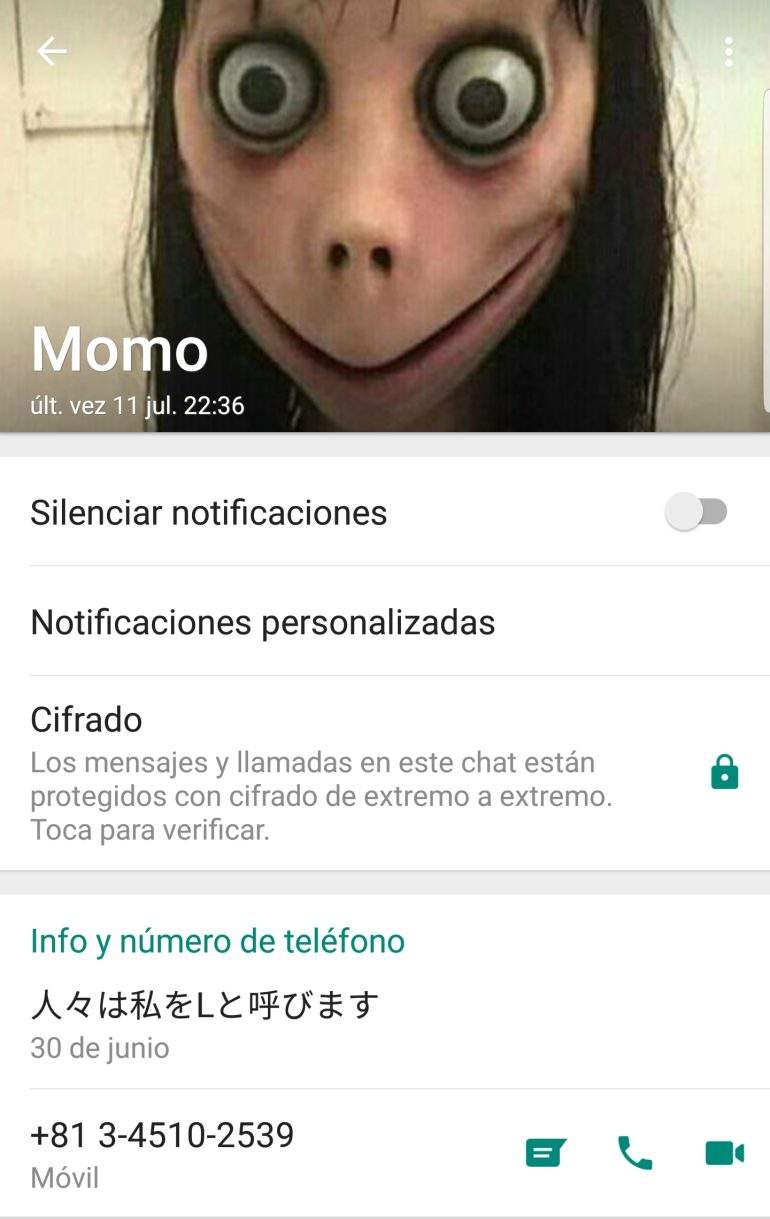 Momo
últ. vez 11 jul. 22:36
Silenciar notificaciones
Notificaciones personalizadas
Cifrado
Los mensajes y llamadas en este chat están
protegidos con cifrado de extremo a extremo.
Toca para verificar.
Info y número de teléfono
人々は私をLと呼びます
30 de junio
+81 3-4510-2539
Móvil